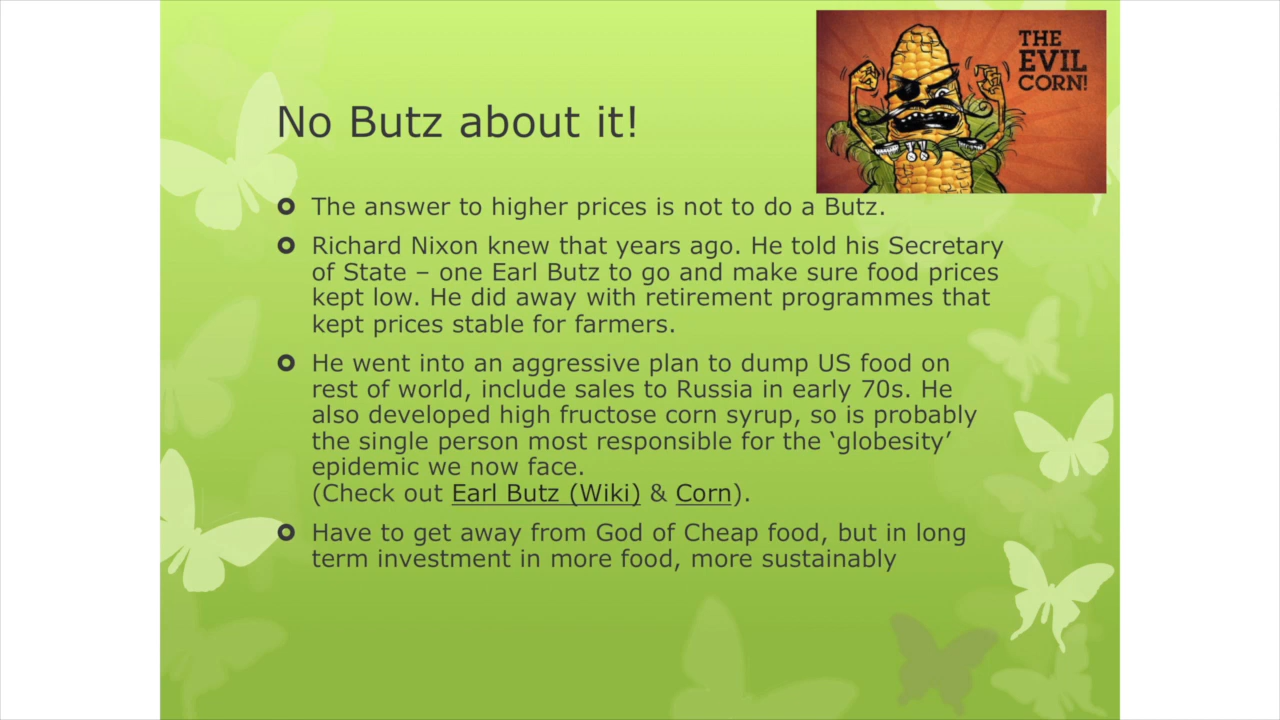 THE
EVIL
CORN!
No Butz about it!
The answer to higher prices is not to do a Butz.
Richard Nixon knew that years ago. He told his Secretary
of State – one Earl Butz to go and make sure food prices
kept low. He did away with retirement programmes that
kept prices stable for farmers.
He went into an aggressive plan to dump US food on
rest of world, include sales to Russia in early 70s. He
also developed high fructose corn syrup, so is probably
the single person most responsible for the ‘globesity’
epidemic we now face.
(Check out Earl Butz (Wiki) & Corn).
Have to get away from God of Cheap food, but in long
term investment in more food, more sustainably